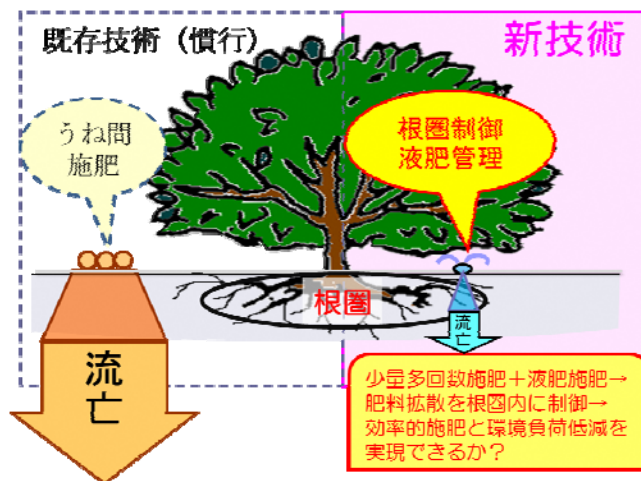 既存技術（慣行）
新技術
うね間
施肥
根圏制御
液肥管理
根圏
流亡
流亡
少量多回数施肥＋液肥施肥→
肥料拡散を根圏内に制御→
効率的施肥と環境負荷低減を
実現できるか？